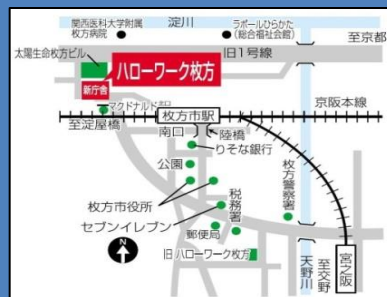 関西医科大学附属
枚方病院
淀川
ラポールひらかた
(総合福祉会館)
至京都
太陽生命枚方ビル
旧1号線
ハローワーク枚方
新庁舎
マクドナルド
枚方市駅
京阪本線
至淀屋橋
南口
陸橋
りそな銀行
公園
枚方市役所
税務署
枚方警察署
セブンイレブン
郵便局
N
旧 ハローワーク枚方
天野川
至交野
宮之阪